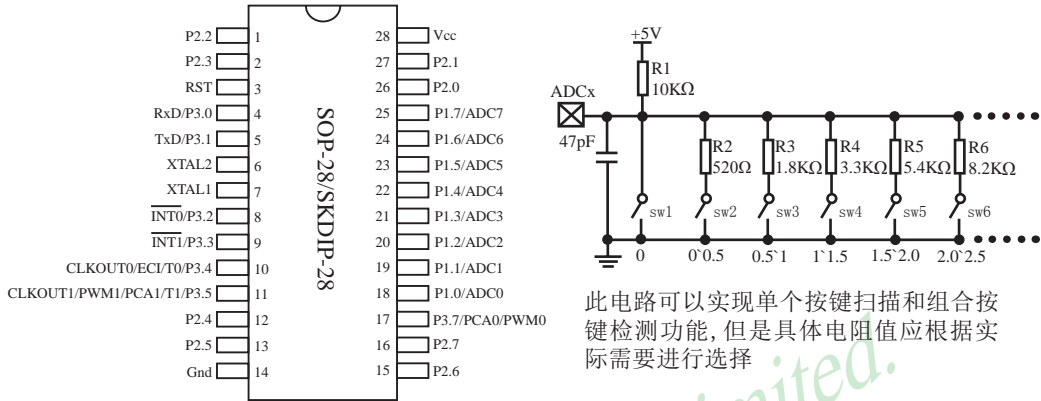 P2.2 1 28 Vcc
P2.3 2 27 P2.1
RST 3 26 P2.0
RxD/P3.0 4 25 P1.7/ADC7
TxD/P3.1 5 24 P1.6/ADC6
XTAL2 6 23 P1.5/ADC5
XTAL1 7 22 P1.4/ADC4
INT0/P3.2 8 21 P1.3/ADC3
INT1/P3.3 9 20 P1.2/ADC2
CLKOUT0/ECI/T0/P3.4 10 19 P1.1/ADC1
CLKOUT1/PWM1/PCA1/T1/P3.5 11 18 P1.0/ADC0
P2.4 12 17 P3.7/PCA0/PWM0
P2.5 13 16 P2.7
Gnd 14 15 P2.6
SOP-28/SKDIP-28
+5V
R1
10KΩ
ADCx
47pF
R2 R3 R4 R5 R6
520Ω 1.8KΩ 3.3KΩ 5.4KΩ 8.2KΩ
sw1 sw2 sw3 sw4 sw5 sw6
0 0`0.5 0.5`1 1`1.5 1.5`2.0 2.0`2.5
此电路可以实现单个按键扫描和组合按
键检测功能,但是具体电阻值应根据实
际需要进行选择